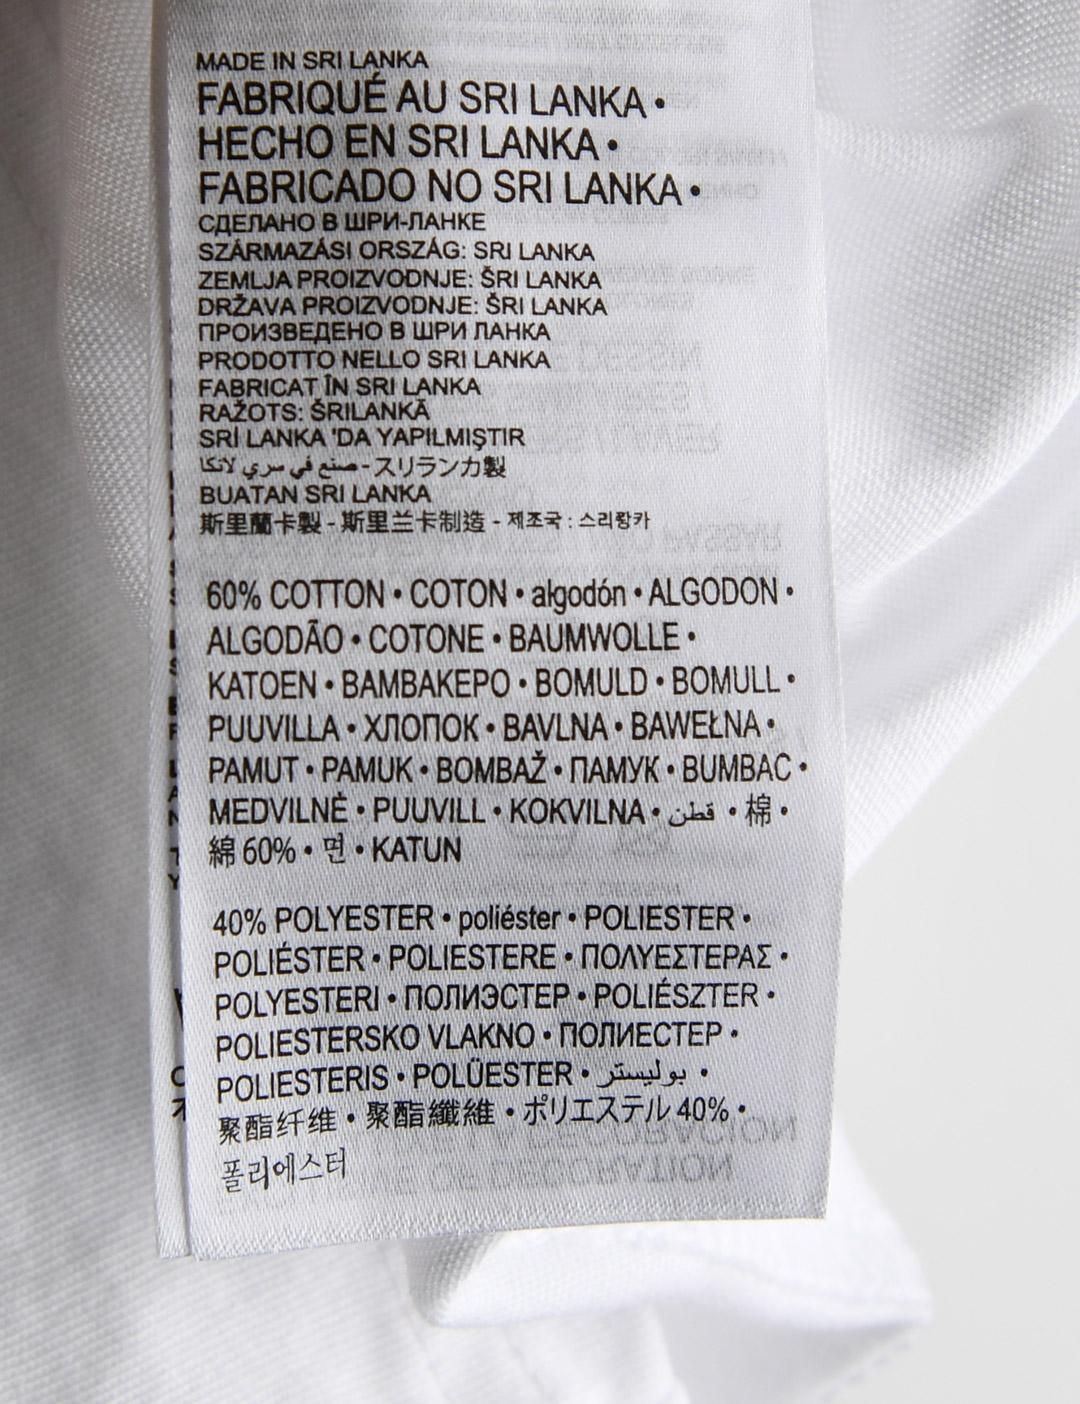 MADE IN SRI LANKA
FABRIQUÉ AU SRI LANKA •
HECHO EN SRI LANKA •
FABRICADO NO SRI LANKA •
СДЕЛАНО В ШРИ-ЛАНКЕ
SZÁRMAZÁSI ORSZÁG: SRI LANKA
ZEMLJA PROIZVODNJE: ŠRI LANKA
DRŽAVA PROIZVODNJE: ŠRI LANKA
ПРОИЗВЕДЕНО В ШРИ ЛАНКА
PRODOTTO NELLO SRI LANKA
FABRICAT ÎN SRI LANKA
RAŽOTS: ŠRILANKĀ
SRİ LANKA 'DA YAPILMIŞTIR
صنع في سري لانكا - スリランカ製
BUATAN SRI LANKA
斯里蘭卡製 - 斯里兰卡制造 - 제조국 : 스리랑카
60% COTTON • COTON • algodón • ALGODON •
ALGODÃO • COTONE • BAUMWOLLE •
KATOEN • BAMBAKEPO • BOMULD • BOMULL •
PUUVILLA • ХЛОПОК • BAVLNA • BAWEŁNA •
PAMUT • PAMUK • BOMBAŽ • ПАМУК • BUMBAC •
MEDVILNĖ • PUUVILL • KOKVILNA • قطن • 棉 •
綿 60% • 면 • KATUN
40% POLYESTER • poliéster • POLIESTER •
POLIÉSTER • POLIESTERE • ΠΟΛΥΕΣΤΕΡΑΣ •
POLYESTERI • ПОЛИЭСТЕР • POLIÉSZTER •
POLIESTERSKO VLAKNO • ПОЛИЕСТЕР •
POLIESTERIS • POLÜESTER • بوليستر •
聚酯纤维 • 聚酯纖維 • ポリエステル 40% •
폴리에스터